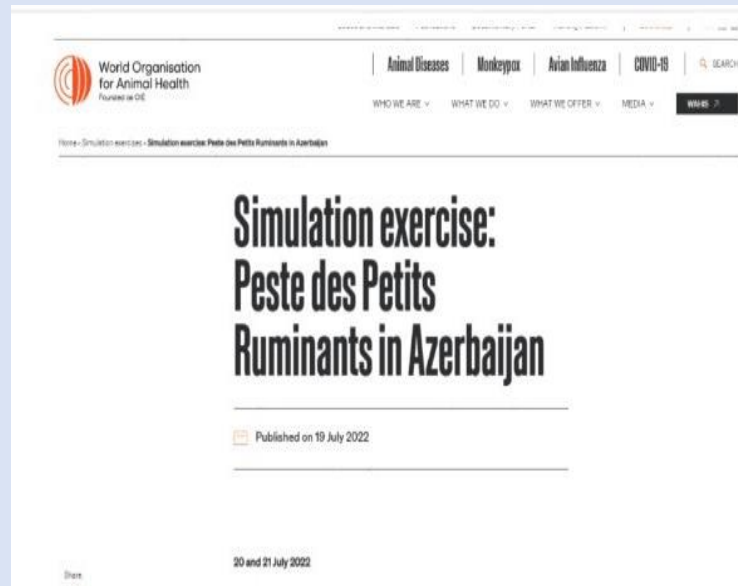 World Organisation
for Animal Health
Founded as OIE
Animal Diseases
Monkeypox
Avian Influenza
COVID-19
SEARCH
WHO WE ARE
WHAT WE DO
WHAT WE OFFER
MEDIA
WAHIS
Home › Simulation exercises › Simulation exercise: Peste des Petits Ruminants in Azerbaijan
Simulation exercise:
Peste des Petits
Ruminants in Azerbaijan
Published on 19 July 2022
20 and 21 July 2022
Share